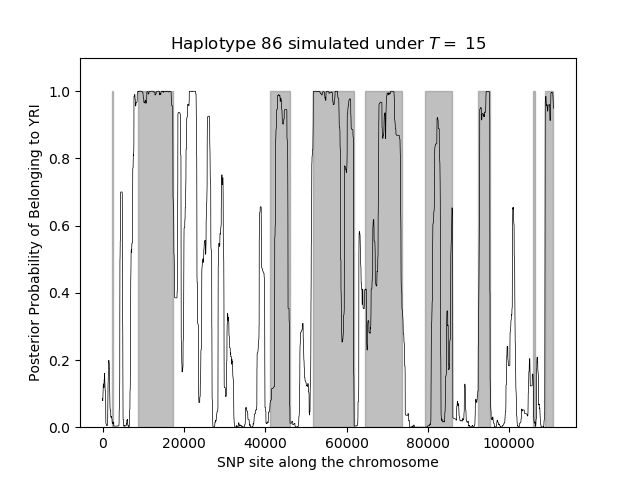 Haplotype 86 simulated under T = 15
Posterior Probability of Belonging to YRI
1.0
0.8
0.6
0.4
0.2
0.0
0 20000 40000 60000 80000 100000
SNP site along the chromosome